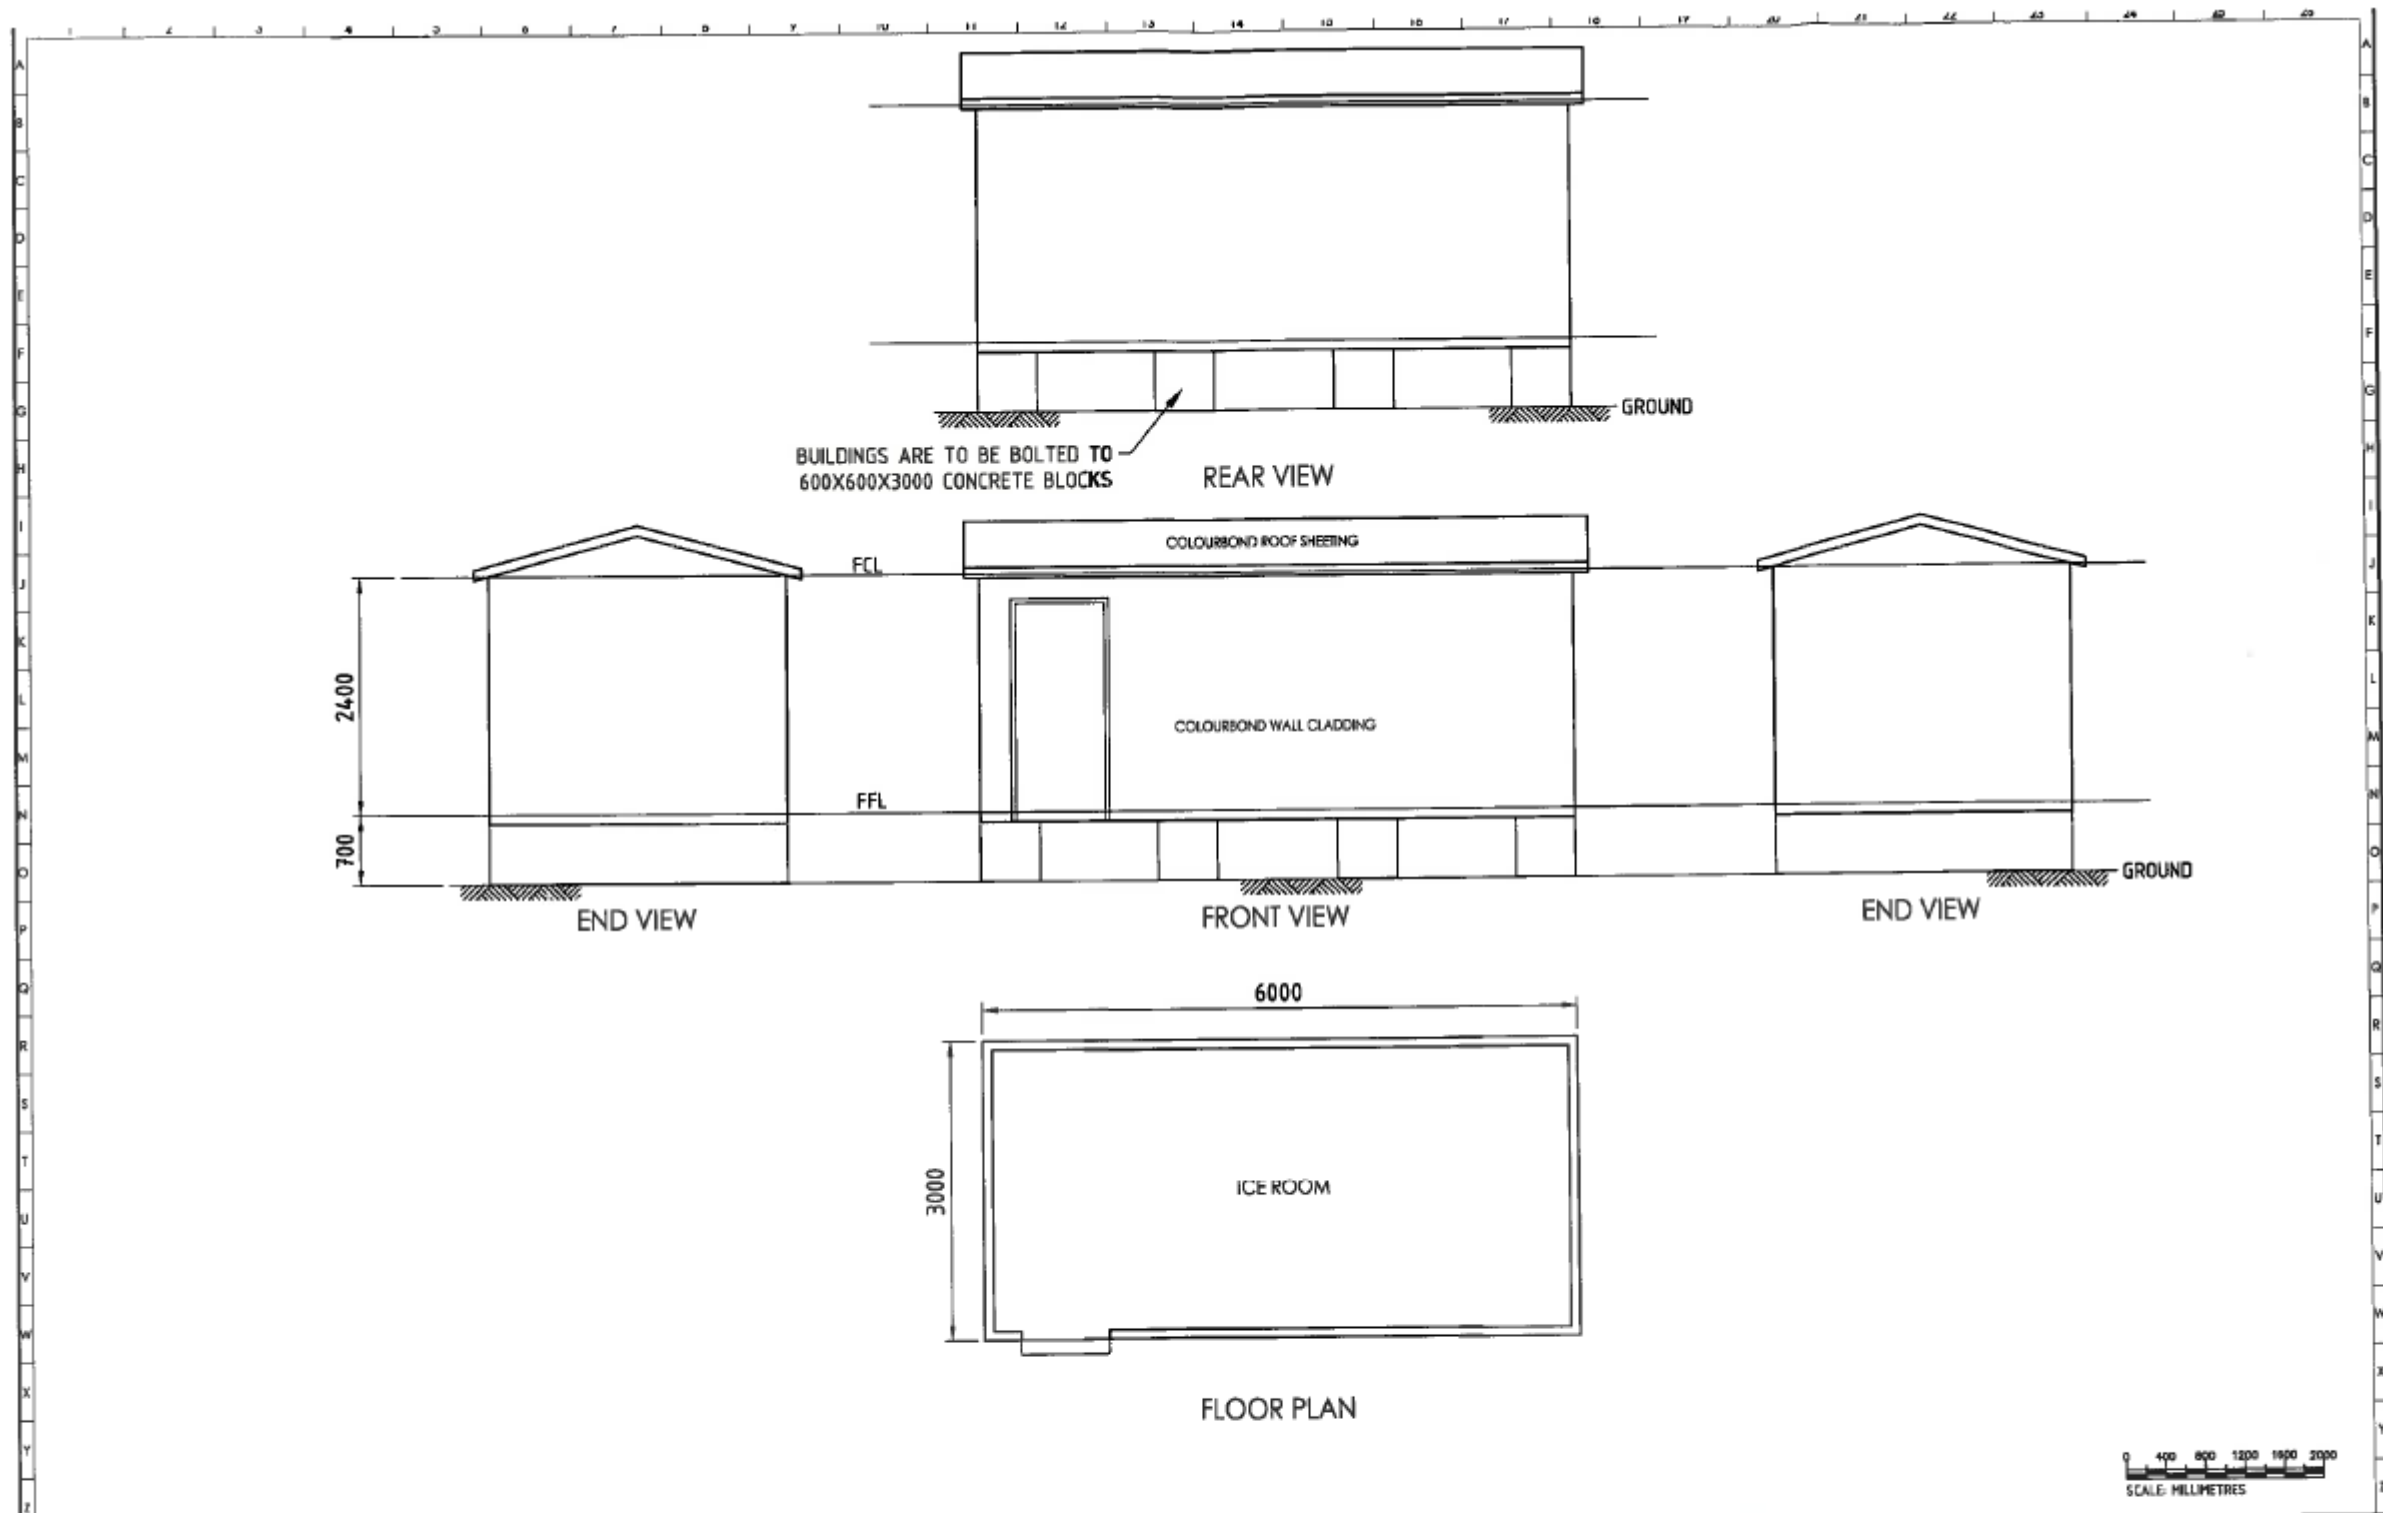 BUILDINGS ARE TO BE BOLTED TO
600X600X3000 CONCRETE BLOCKS
GROUND
REAR VIEW
COLOURBOND ROOF SHEETING
FCL
2400
COLOURBOND WALL CLADDING
FFL
700
GROUND
END VIEW
FRONT VIEW
END VIEW
6000
3000
ICE ROOM
FLOOR PLAN
0 400 800 1200 1600 2000
SCALE: MILLIMETRES
A
B
C
D
E
F
G
H
I
J
K
L
M
N
O
P
Q
R
S
T
U
V
W
X
Y
Z